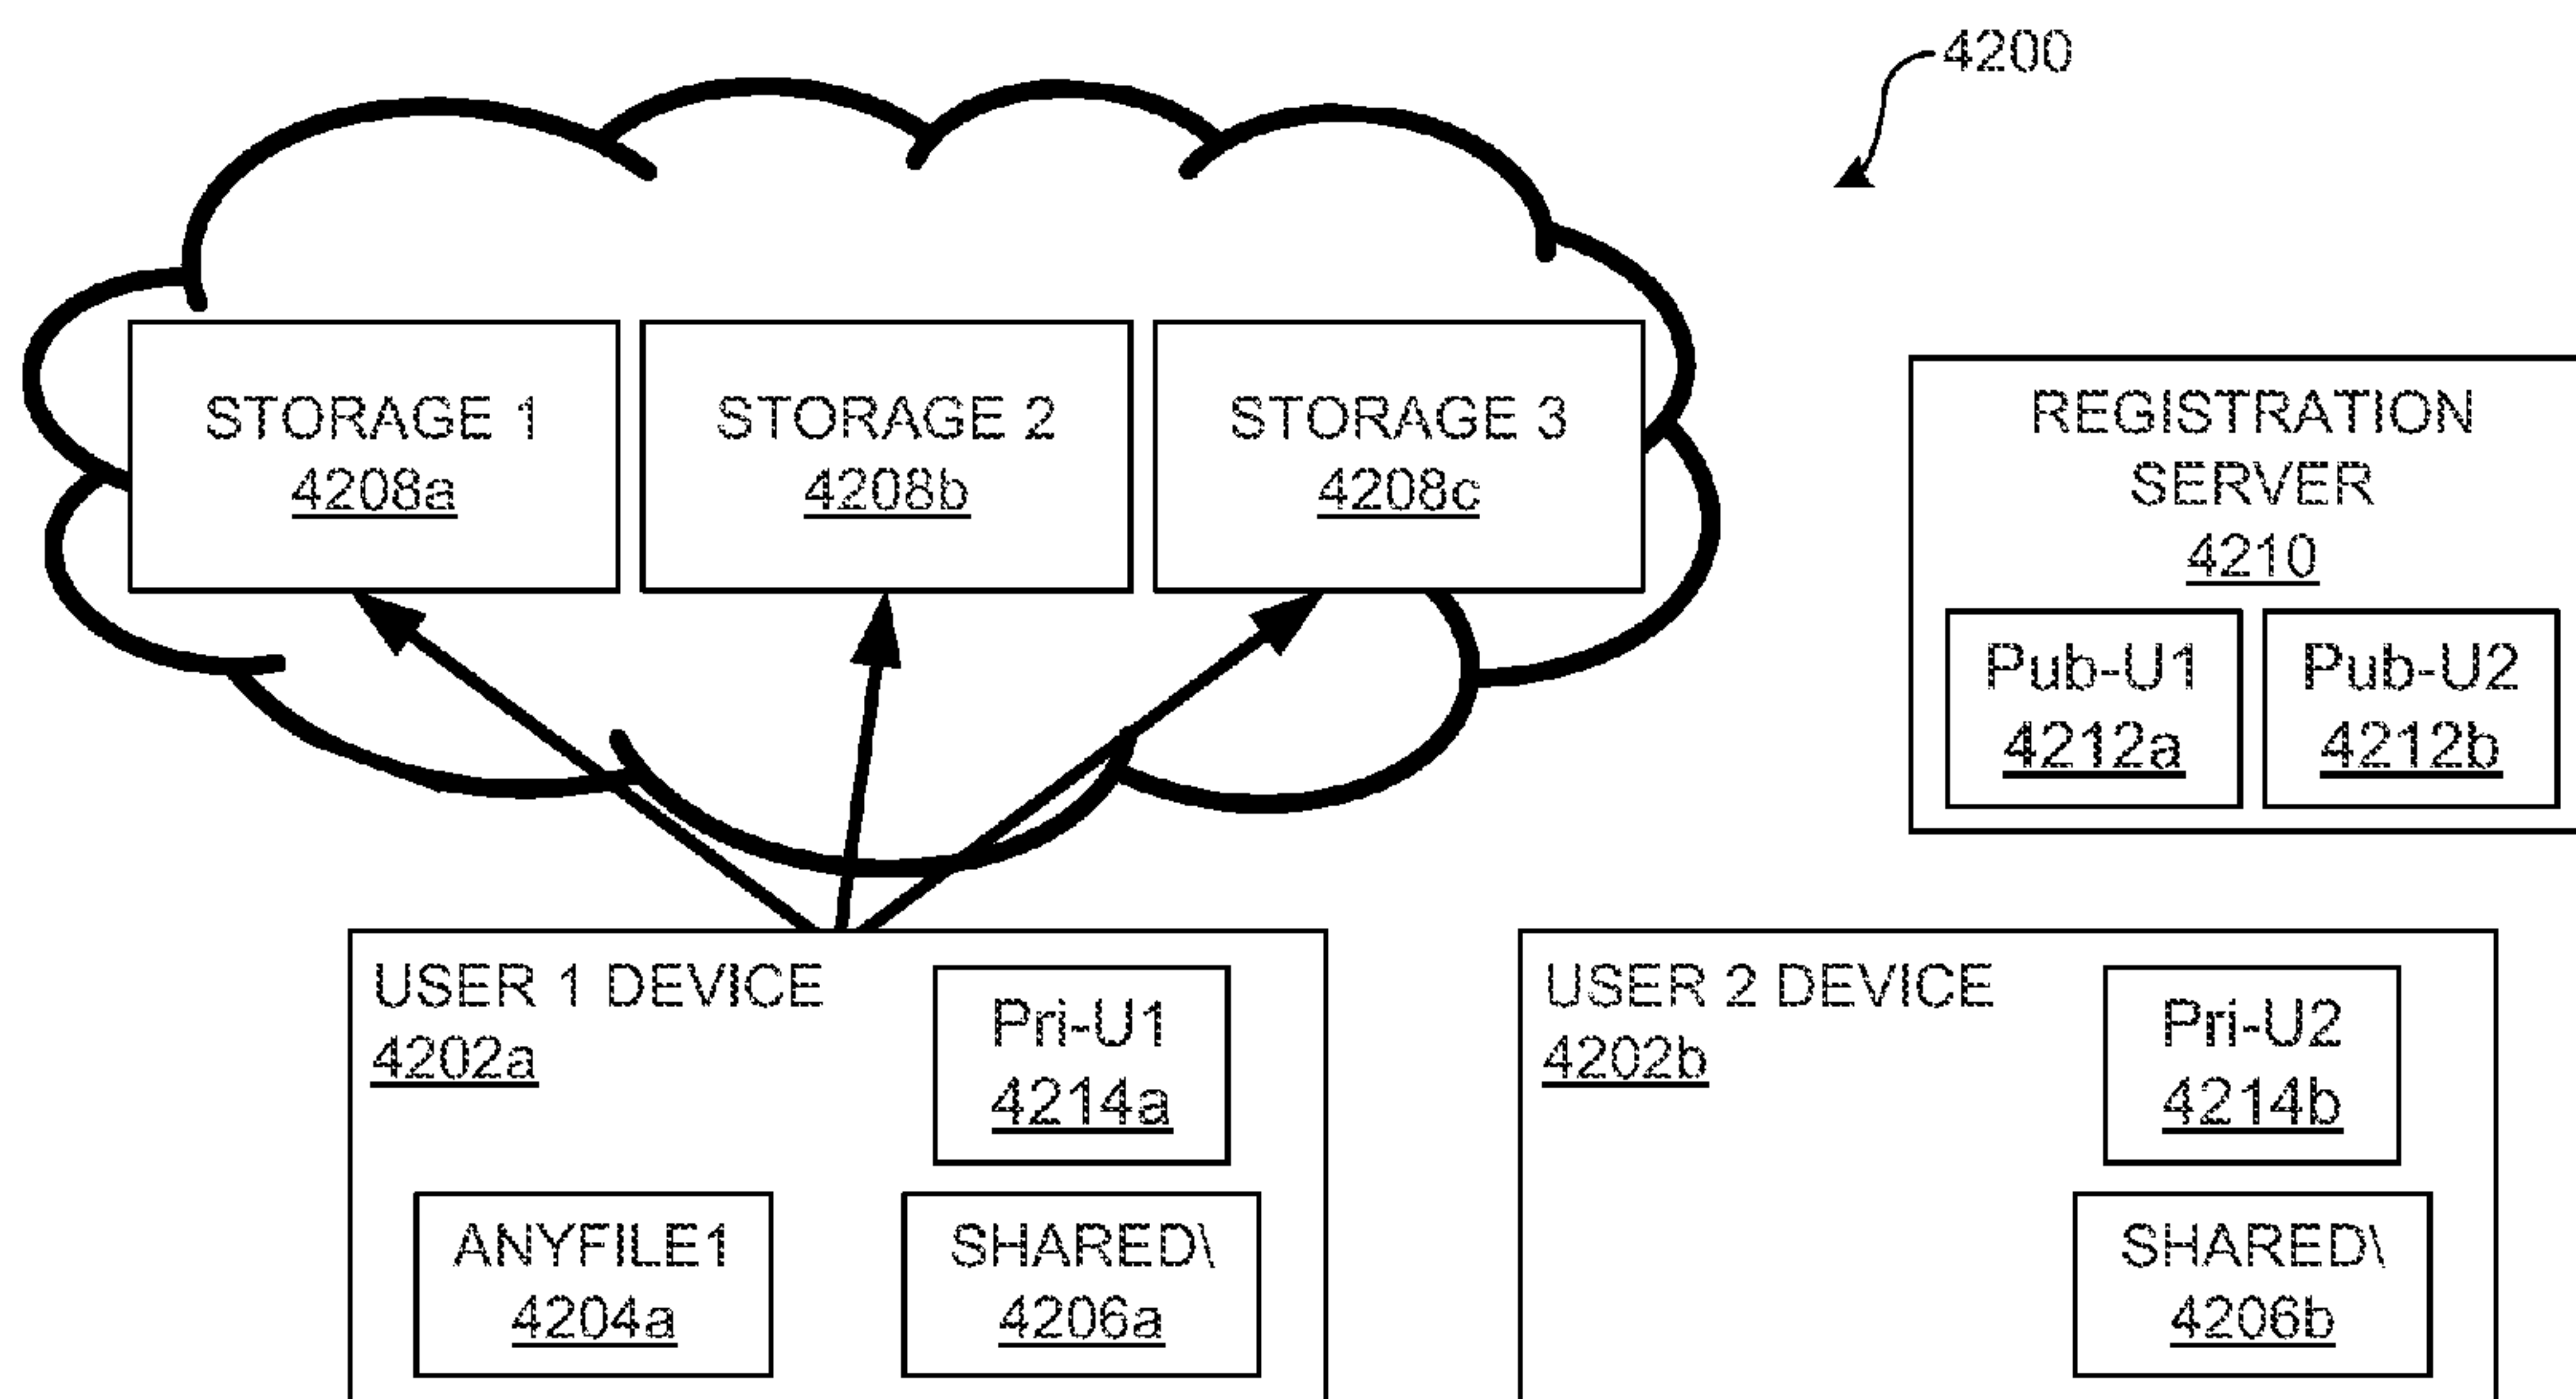 4200
STORAGE 1
4208a
STORAGE 2
4208b
STORAGE 3
4208c
REGISTRATION
SERVER
4210
Pub-U1
4212a
Pub-U2
4212b
USER 1 DEVICE
4202a
Pri-U1
4214a
ANYFILE1
4204a
SHARED\
4206a
USER 2 DEVICE
4202b
Pri-U2
4214b
SHARED\
4206b